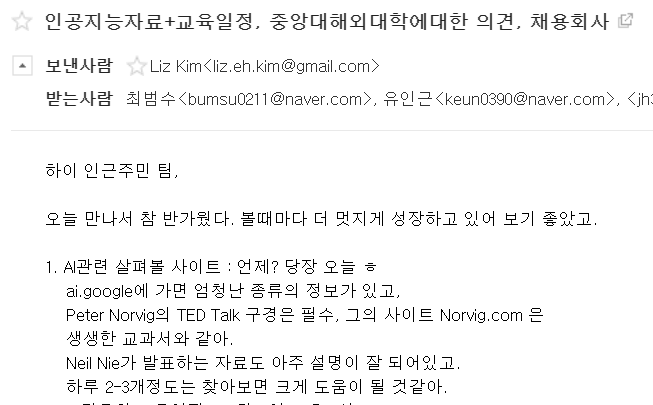 인공지능자료+교육일정, 중앙대해외대학에대한 의견, 채용회사
보낸사람 Liz Kim<liz.eh.kim@gmail.com>
받는사람 최범수<bumsu0211@naver.com>, 유인근<keun0390@naver.com>, <jh3
하이 인근주민 팀,
오늘 만나서 참 반가웠다. 볼때마다 더 멋지게 성장하고 있어 보기 좋았고.
1. AI관련 살펴볼 사이트 : 언제? 당장 오늘 ㅎ
ai.google에 가면 엄청난 종류의 정보가 있고,
Peter Norvig의 TED Talk 구경은 필수, 그의 사이트 Norvig.com 은
생생한 교과서와 같아.
Neil Nie가 발표하는 자료도 아주 설명이 잘 되어있고.
하루 2-3개정도는 찾아보면 크게 도움이 될 것같아.